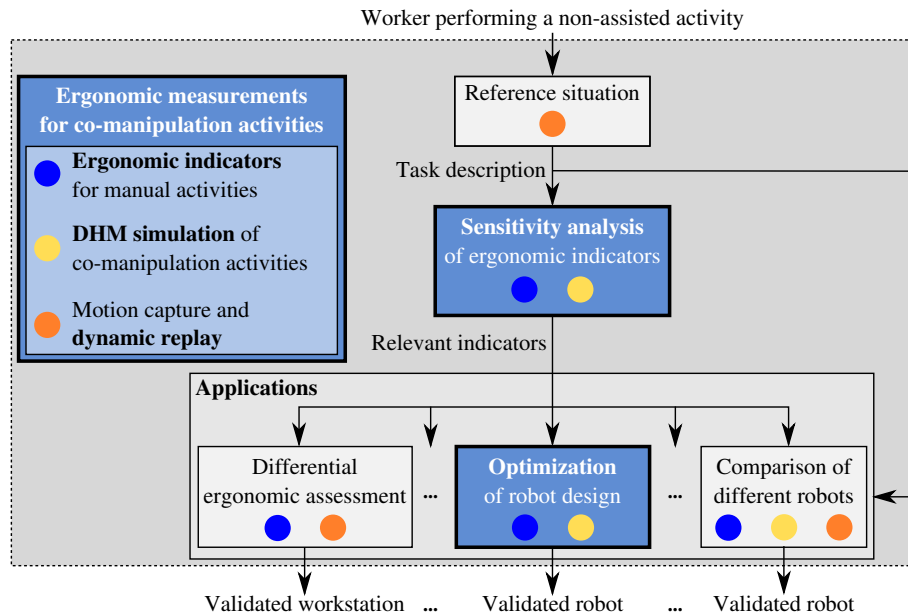 Worker performing a non-assisted activity
Ergonomic measurements
for co-manipulation activities
Ergonomic indicators
for manual activities
DHM simulation of
co-manipulation activities
Motion capture and
dynamic replay
Reference situation
Task description
Sensitivity analysis
of ergonomic indicators
Relevant indicators
Applications
Differential
ergonomic assessment
...
Optimization
of robot design
...
Comparison of
different robots
Validated workstation
...
Validated robot
...
Validated robot